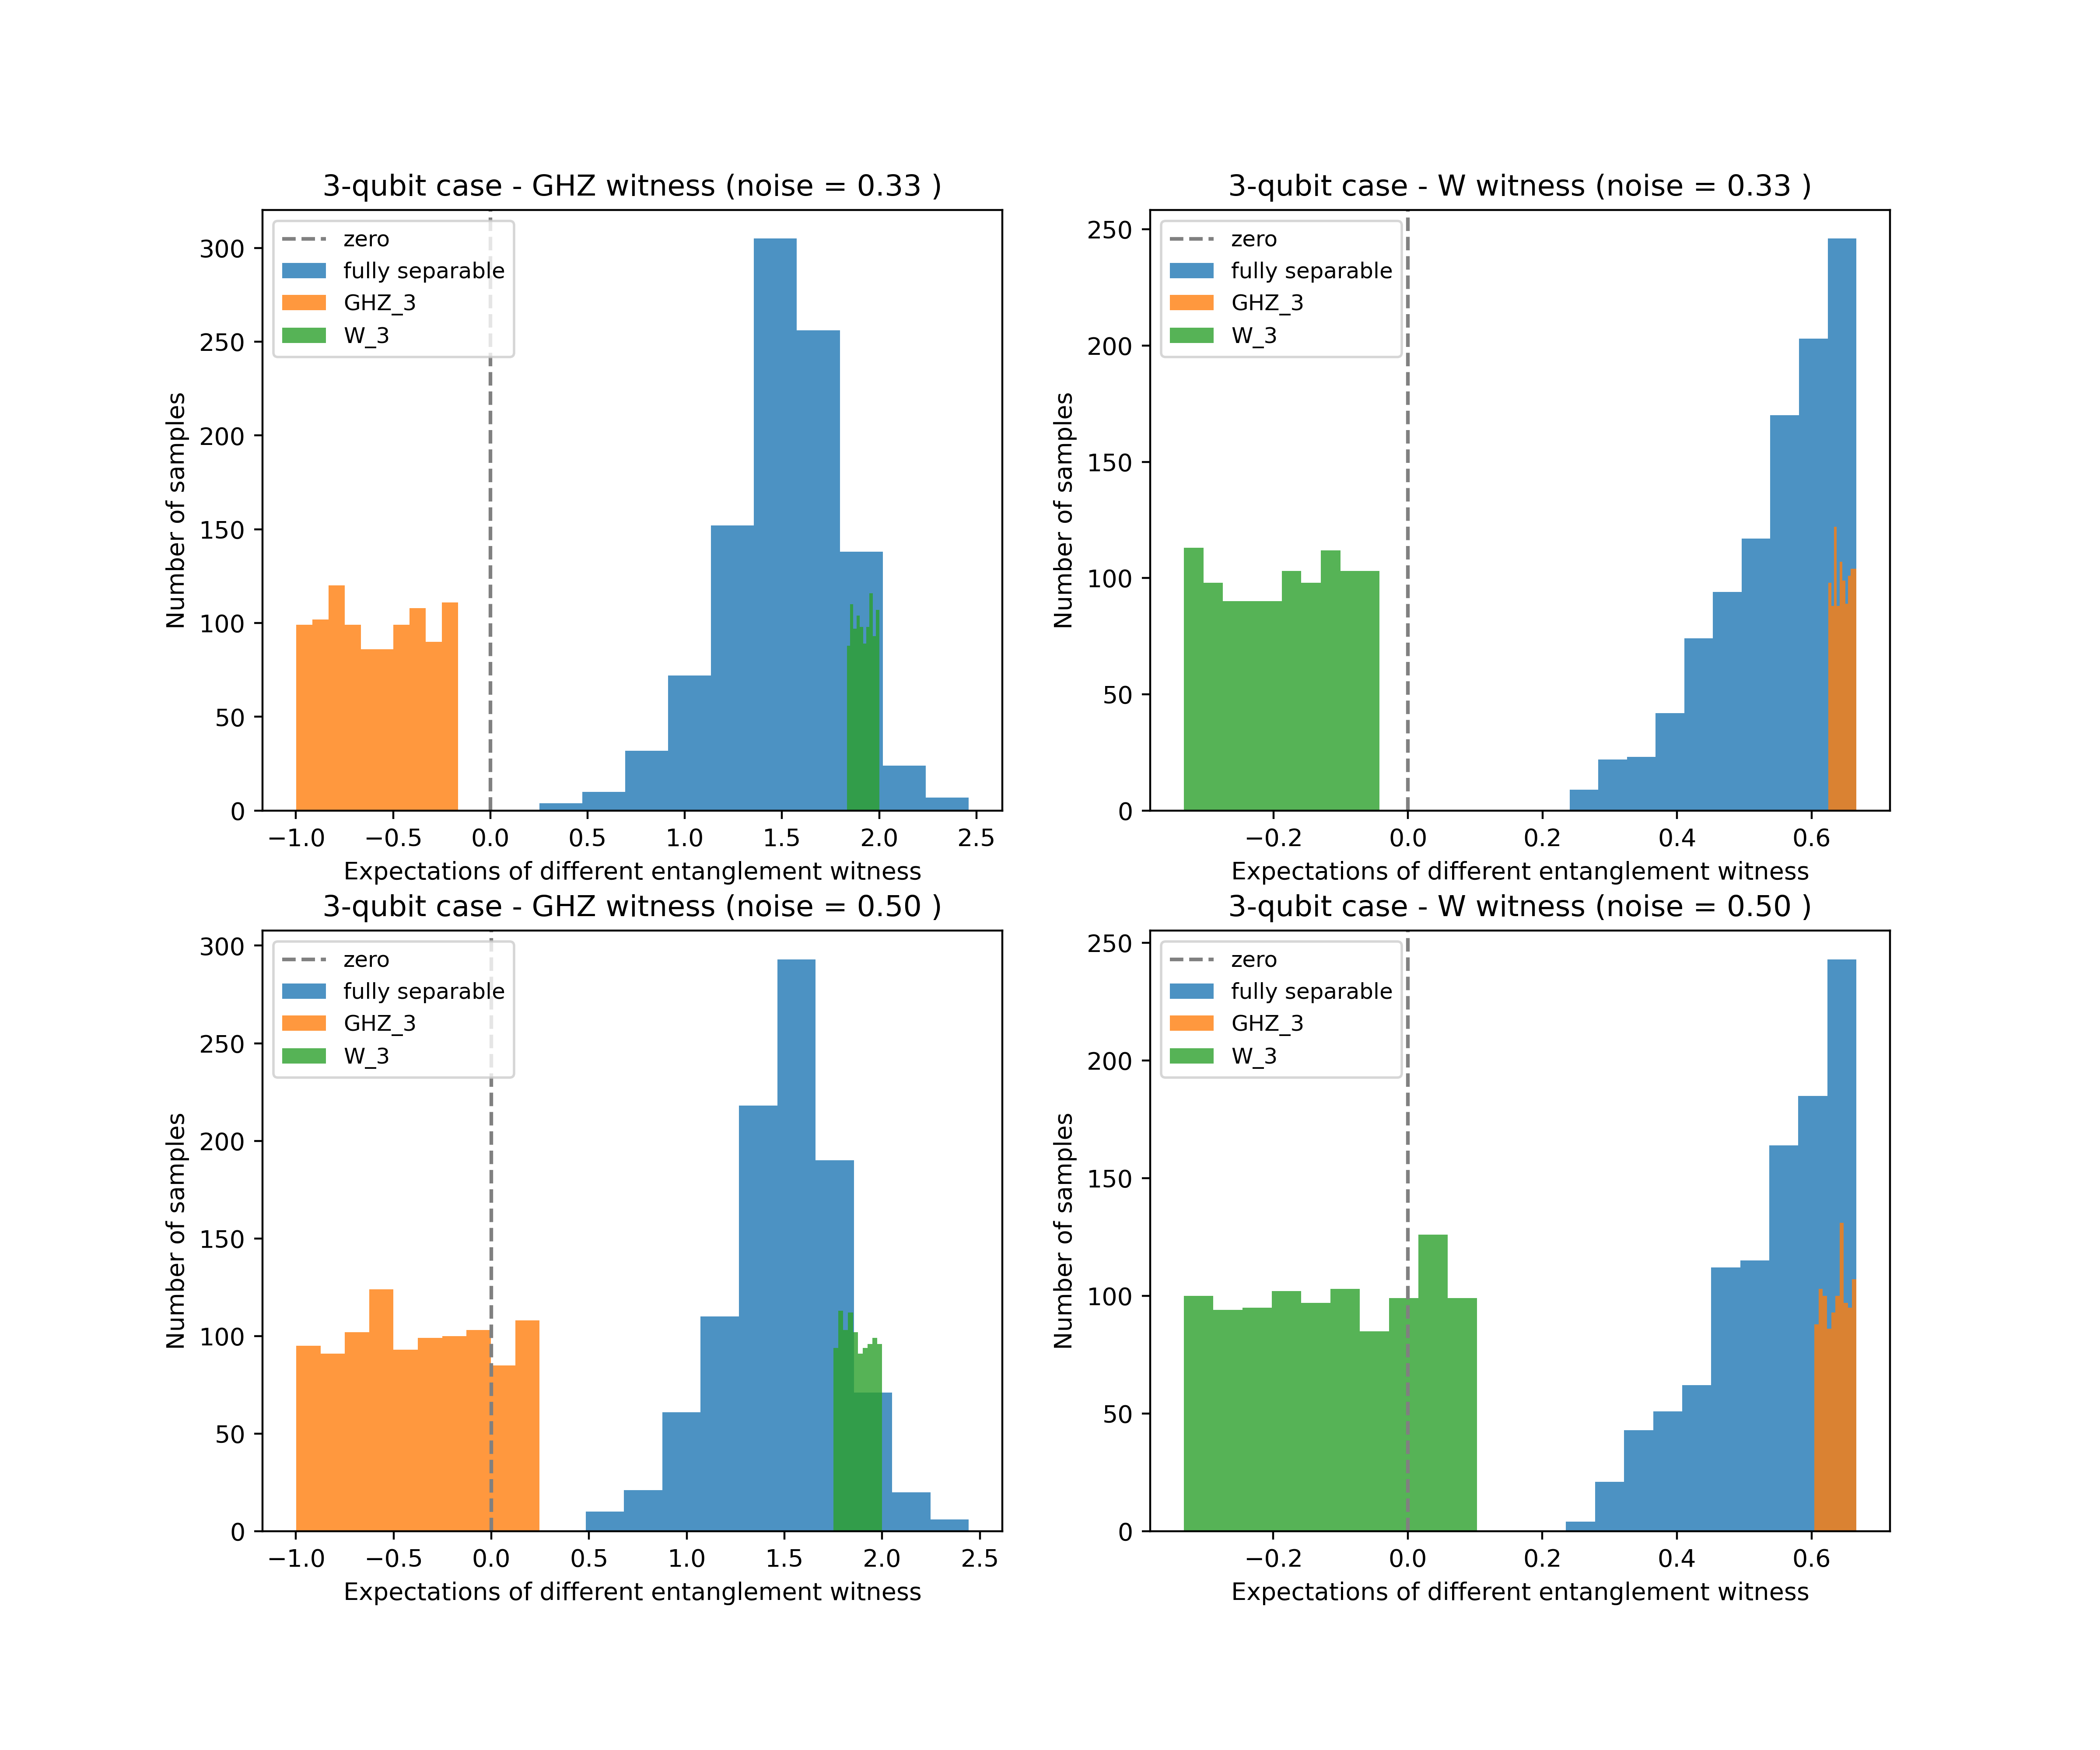 3-qubit case - GHZ witness (noise = 0.33 )
zero
fully separable
GHZ_3
W_3
Number of samples
300
250
200
150
100
50
0
−1.0 −0.5 0.0 0.5 1.0 1.5 2.0 2.5
Expectations of different entanglement witness
3-qubit case - W witness (noise = 0.33 )
zero
fully separable
GHZ_3
W_3
Number of samples
250
200
150
100
50
0
−0.2 0.0 0.2 0.4 0.6
Expectations of different entanglement witness
3-qubit case - GHZ witness (noise = 0.50 )
zero
fully separable
GHZ_3
W_3
Number of samples
300
250
200
150
100
50
0
−1.0 −0.5 0.0 0.5 1.0 1.5 2.0 2.5
Expectations of different entanglement witness
3-qubit case - W witness (noise = 0.50 )
zero
fully separable
GHZ_3
W_3
Number of samples
250
200
150
100
50
0
−0.2 0.0 0.2 0.4 0.6
Expectations of different entanglement witness